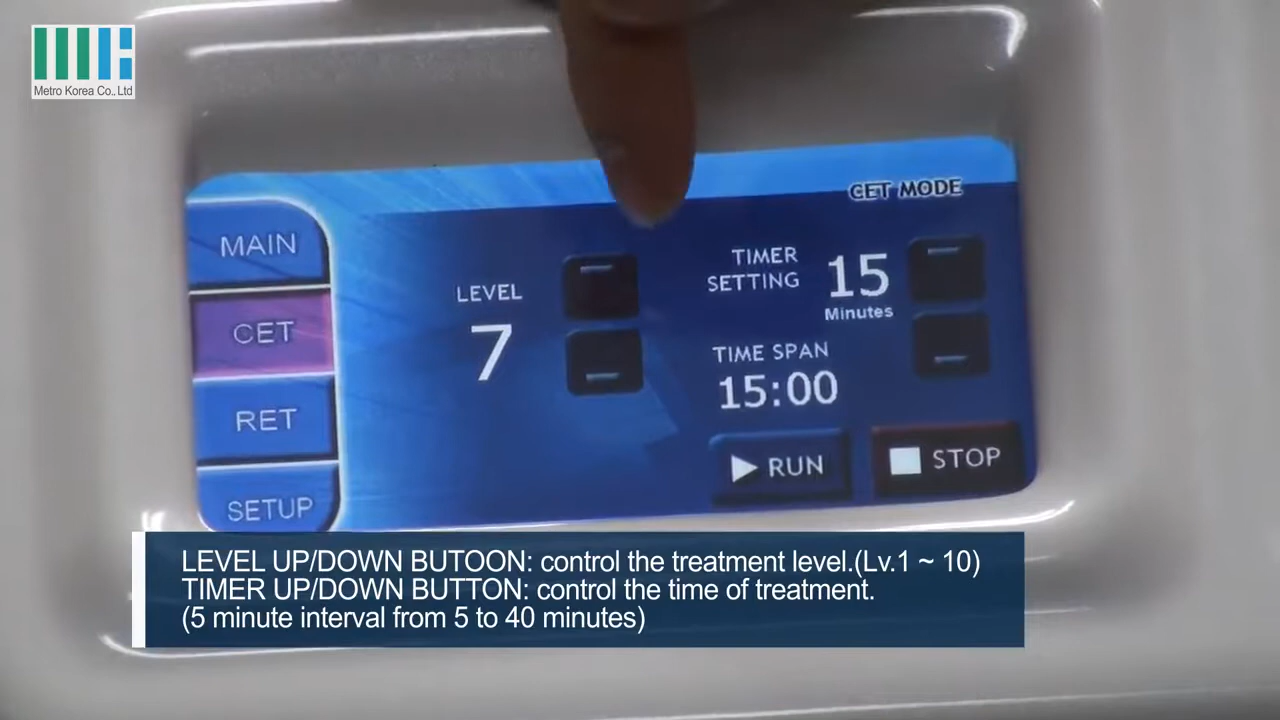 Metro Korea Co., Ltd
CET MODE
MAIN
CET
RET
SETUP
LEVEL
7
TIMER
SETTING
15
Minutes
TIME SPAN
15:00
RUN
STOP
LEVEL UP/DOWN BUTOON: control the treatment level.(Lv.1 ~ 10)
TIMER UP/DOWN BUTTON: control the time of treatment.
(5 minute interval from 5 to 40 minutes)